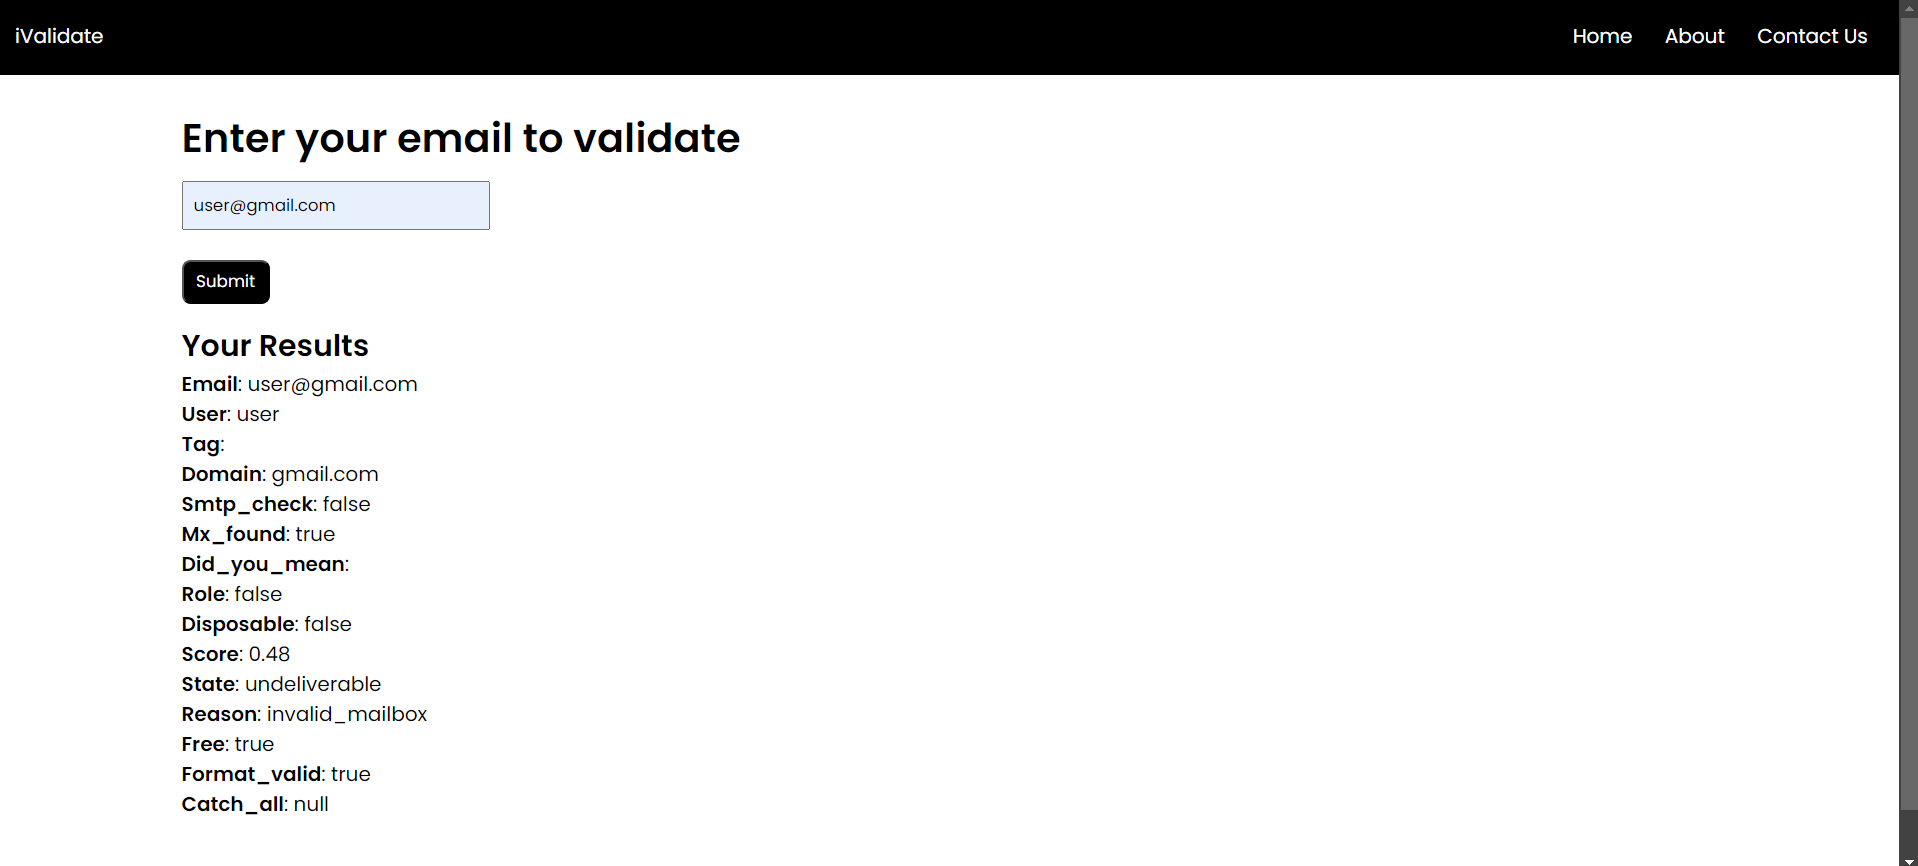 iValidate
Home About Contact Us
Enter your email to validate
user@gmail.com
Submit
Your Results
Email: user@gmail.com
User: user
Tag:
Domain: gmail.com
Smtp_check: false
Mx_found: true
Did_you_mean:
Role: false
Disposable: false
Score: 0.48
State: undeliverable
Reason: invalid_mailbox
Free: true
Format_valid: true
Catch_all: null